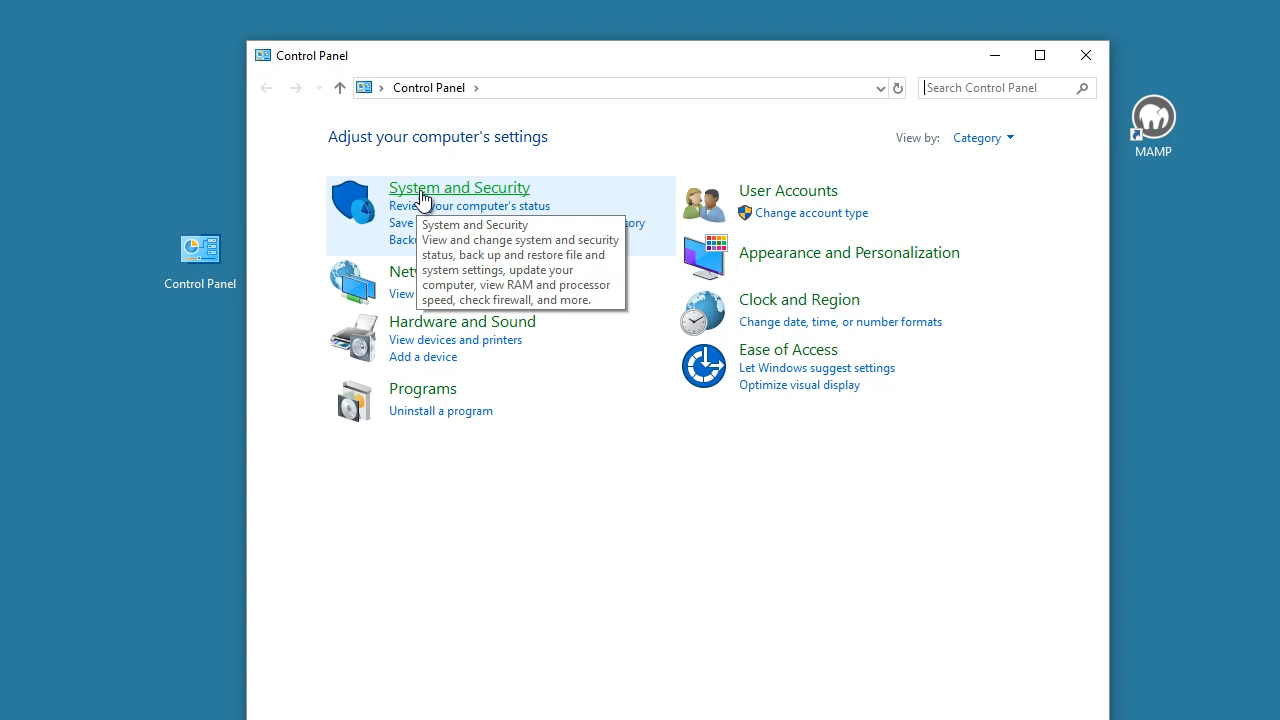 Control Panel
Control Panel
Search Control Panel
Adjust your computer's settings
View by: Category
System and Security
Review your computer's status
Save
Back
System and Security
View and change system and security
status, back up and restore file and
system settings, update your
computer, view RAM and processor
speed, check firewall, and more.
Net
View
Hardware and Sound
View devices and printers
Add a device
Programs
Uninstall a program
User Accounts
Change account type
Appearance and Personalization
Clock and Region
Change date, time, or number formats
Ease of Access
Let Windows suggest settings
Optimize visual display
Control Panel
MAMP